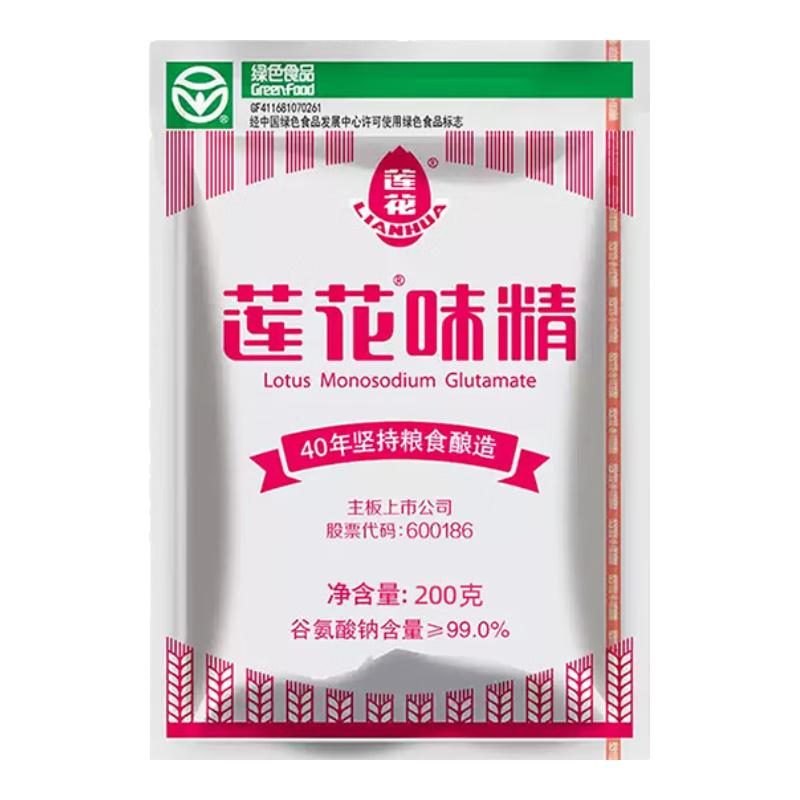 绿色食品
GreenFood
GF411681070261
经中国绿色食品发展中心许可使用绿色食品标志
莲花
LIANHUA
莲花味精
Lotus Monosodium Glutamate
40年坚持粮食酿造
主板上市公司
股票代码:600186
净含量: 200克
谷氨酸钠含量≥99.0%